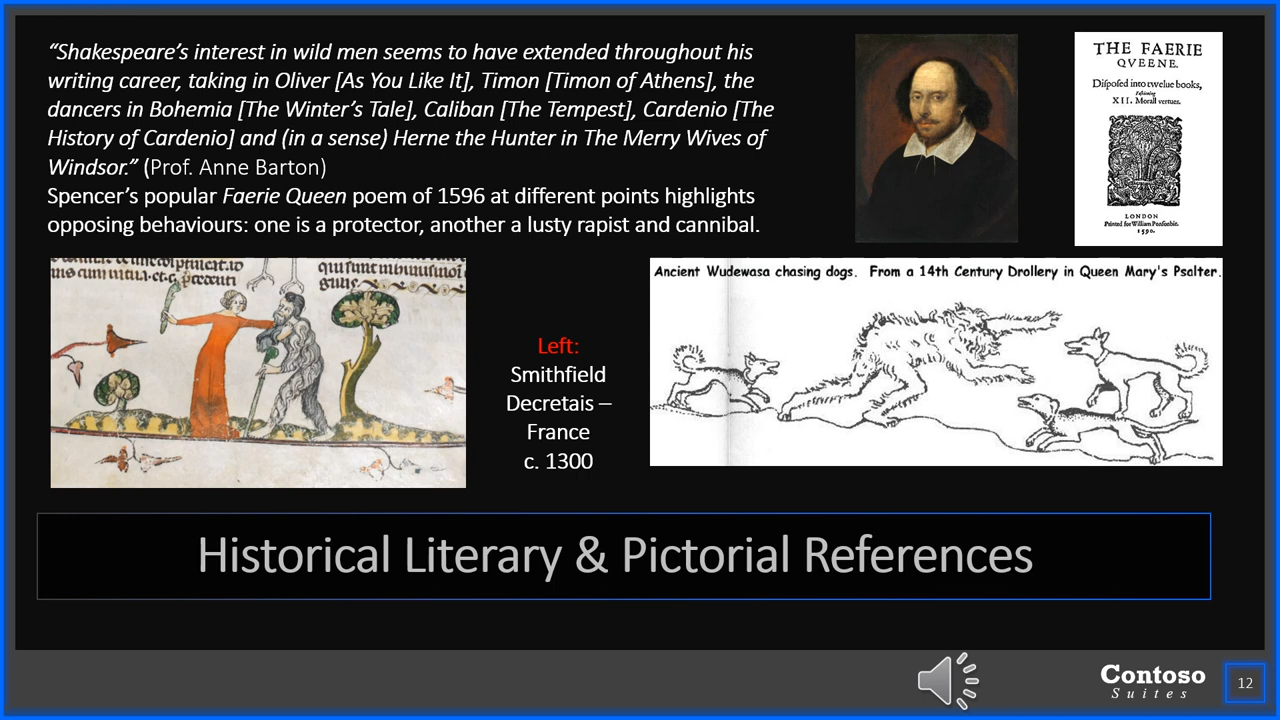 “Shakespeare’s interest in wild men seems to have extended throughout his
writing career, taking in Oliver [As You Like It], Timon [Timon of Athens], the
dancers in Bohemia [The Winter’s Tale], Caliban [The Tempest], Cardenio [The
History of Cardenio] and (in a sense) Herne the Hunter in The Merry Wives of
Windsor.” (Prof. Anne Barton)
Spencer’s popular Faerie Queen poem of 1596 at different points highlights
opposing behaviours: one is a protector, another a lusty rapist and cannibal.
THE FAERIE
QVEENE.
Difpofed into twelue books,
Fafhioning
XII. Morall vertues.
LONDON
Printed for William Ponfonbie.
1590.
Ancient Wudewasa chasing dogs. From a 14th Century Drollery in Queen Mary's Psalter.
Left:
Smithfield
Decretais –
France
c. 1300
Historical Literary & Pictorial References
Contoso
Suites
12